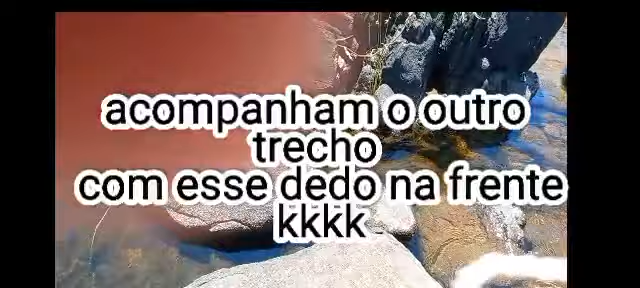 acompanham o outro
trecho
com esse dedo na frente
kkkk